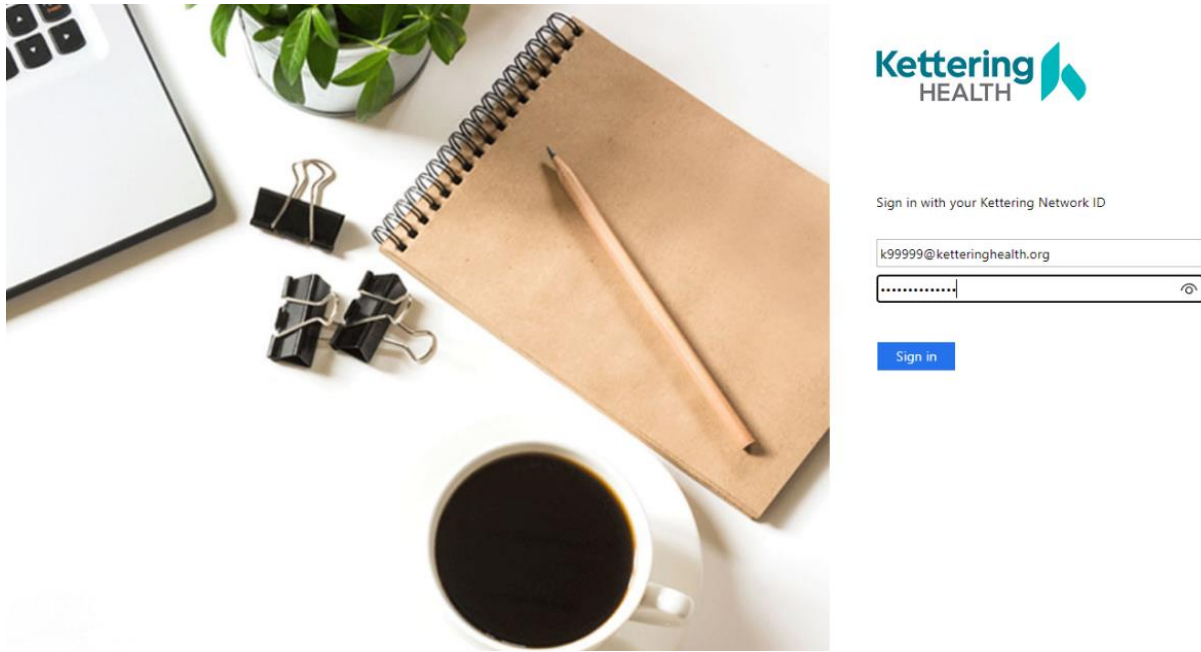 Kettering
HEALTH
Sign in with your Kettering Network ID
k99999@ketteringhealth.org
••••••••••••••
Sign in